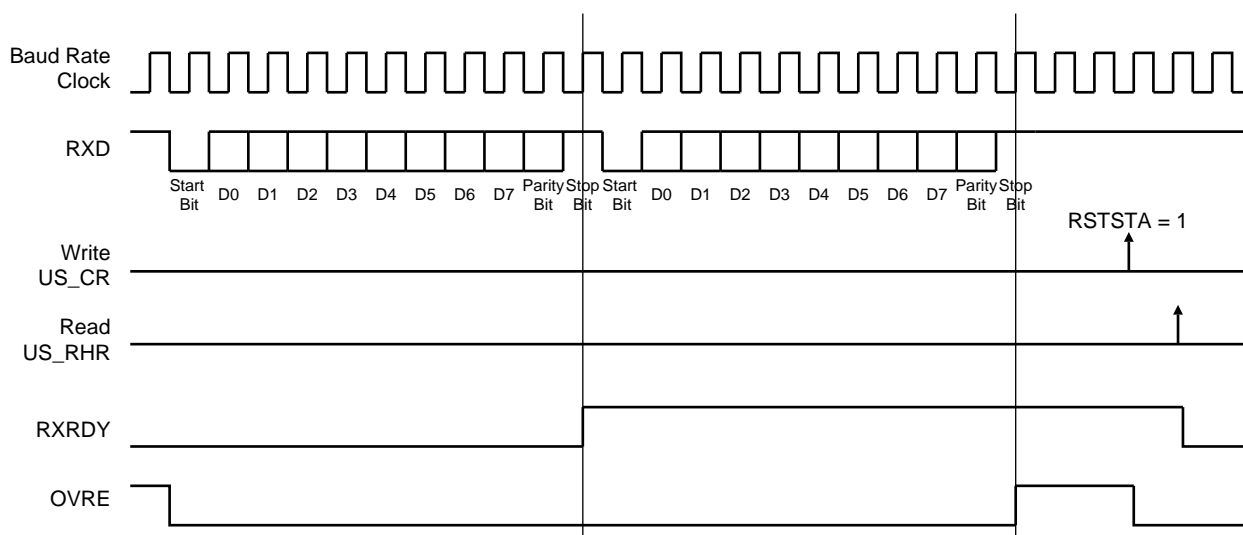 Baud Rate
Clock
RXD
Start
Bit
D0
D1
D2
D3
D4
D5
D6
D7
Parity
Bit
Stop
Bit
Start
Bit
D0
D1
D2
D3
D4
D5
D6
D7
Parity
Bit
Stop
Bit
RSTSTA = 1
Write
US_CR
Read
US_RHR
RXRDY
OVRE